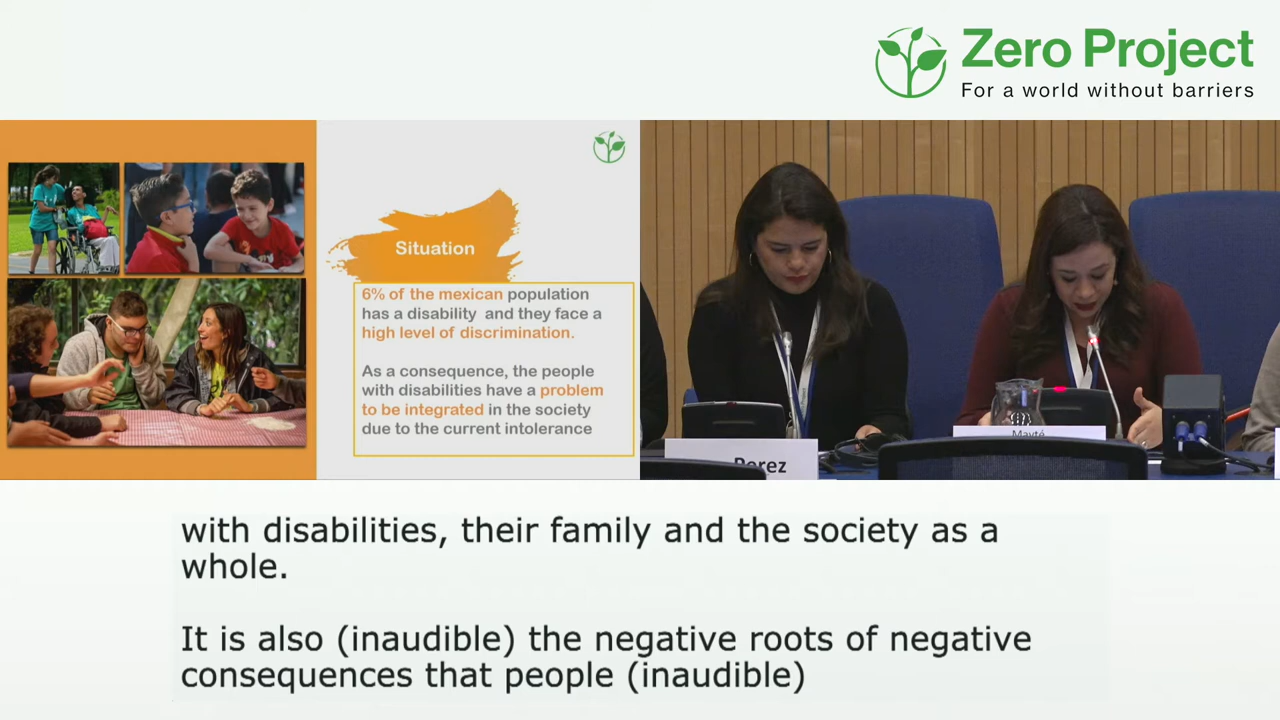 Zero Project
For a world without barriers
Situation
6% of the mexican population
has a disability and they face a
high level of discrimination.
As a consequence, the people
with disabilities have a problem
to be integrated in the society
due to the current intolerance
Perez
Mayté
with disabilities, their family and the society as a
whole.
It is also (inaudible) the negative roots of negative
consequences that people (inaudible)